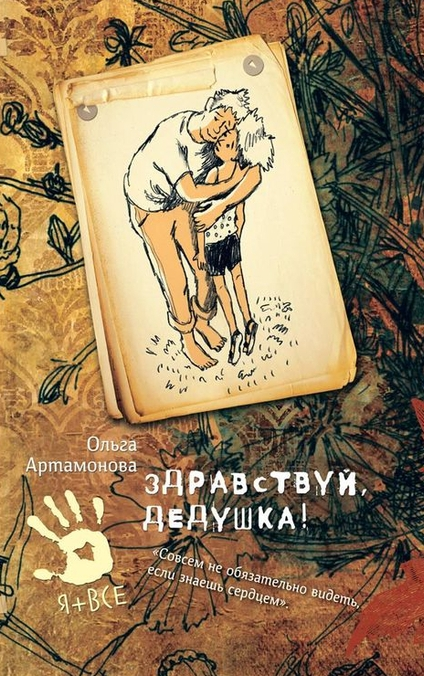 Ольга
Артамонова
ЗДРАВСТВУЙ,
ДЕДУШКА!
«Совсем не обязательно видеть,
если знаешь сердцем».
Я+ВСЕ